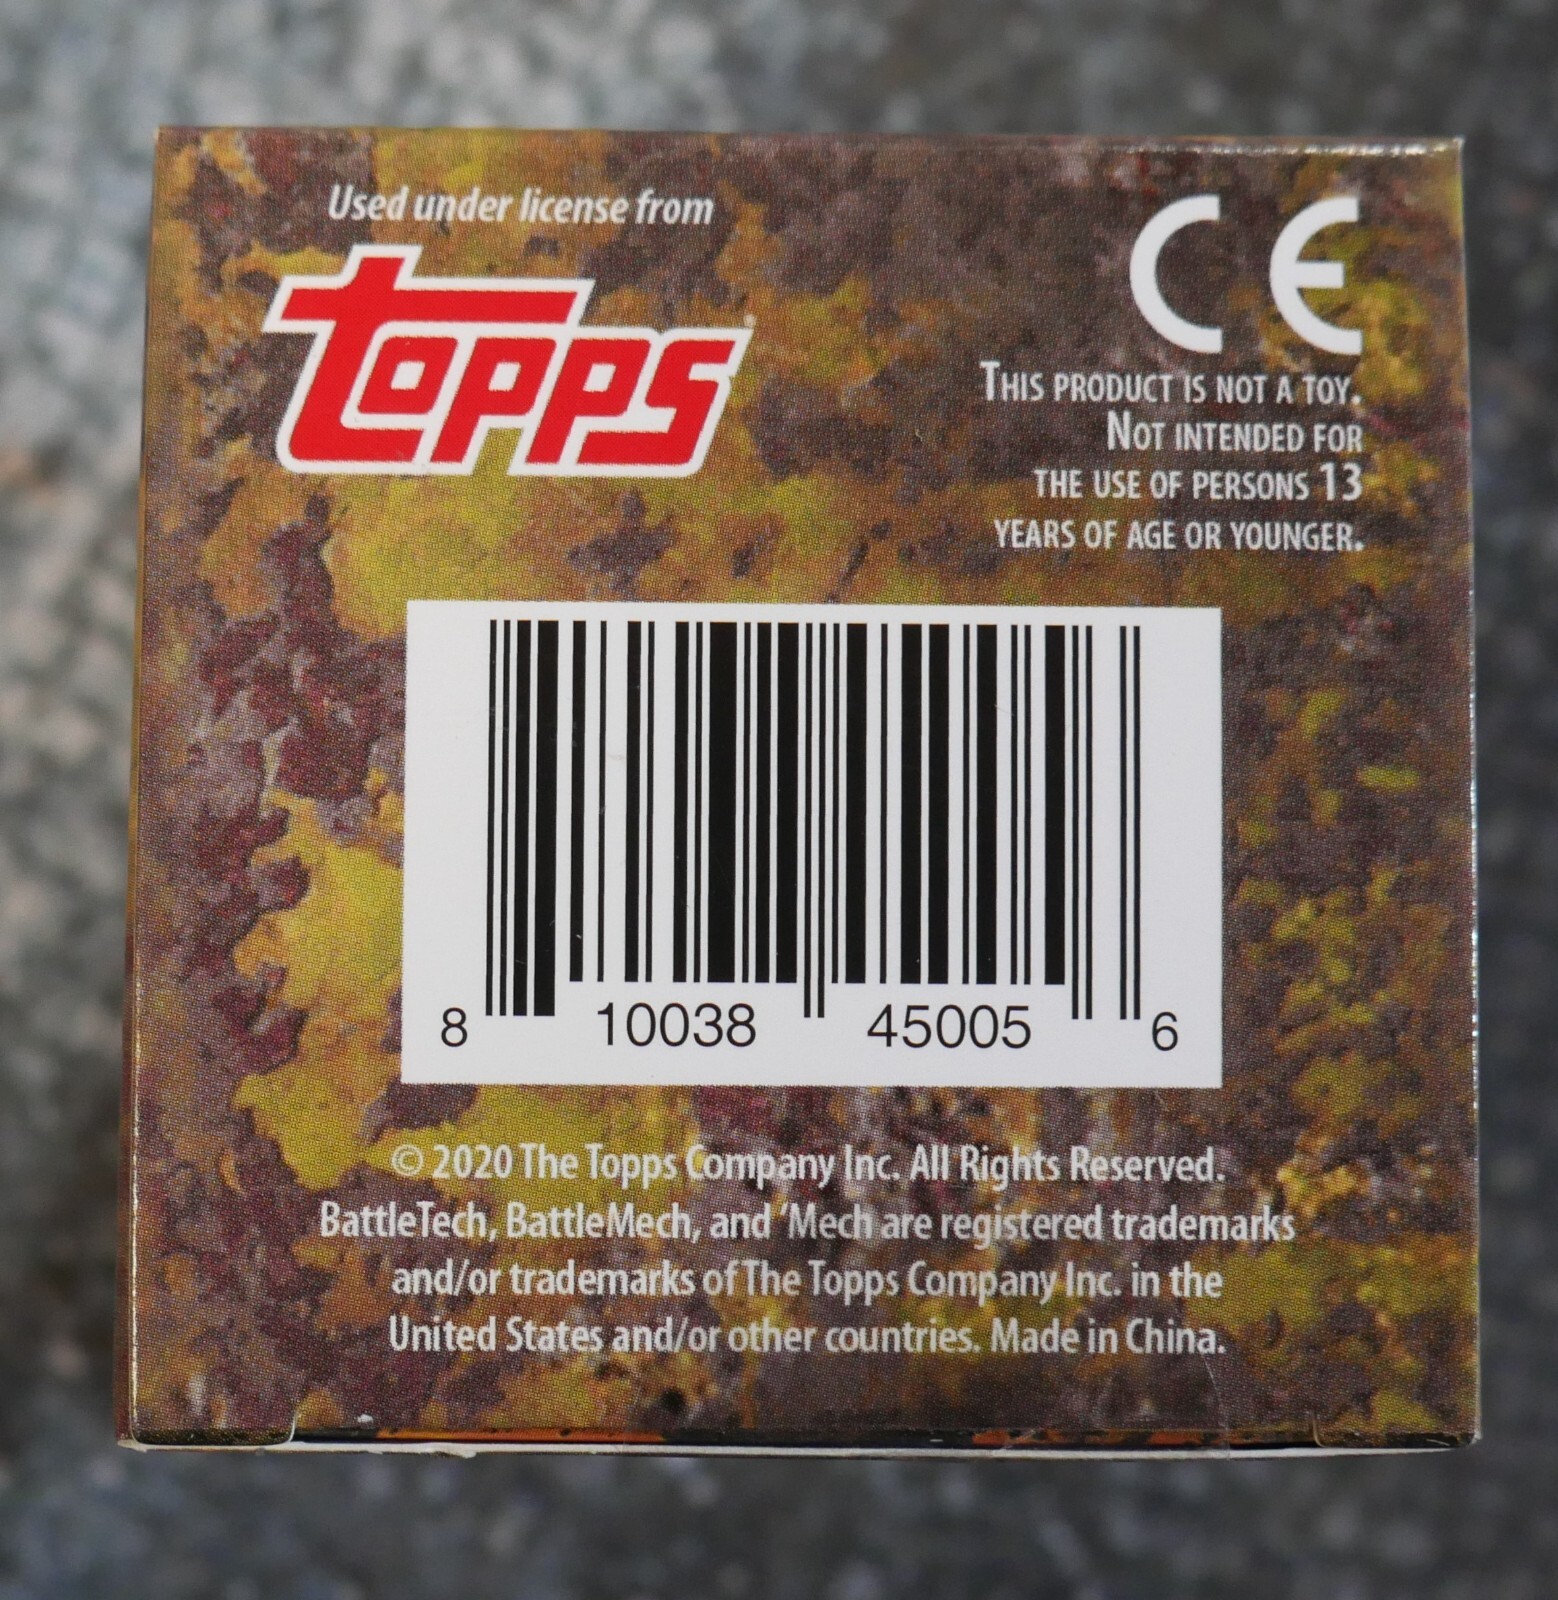 Used under license from
Topps
CE
THIS PRODUCT IS NOT A TOY.
NOT INTENDED FOR
THE USE OF PERSONS 13
YEARS OF AGE OR YOUNGER.
8 10038 45005 6
© 2020 The Topps Company Inc. All Rights Reserved.
BattleTech, BattleMech, and ‘Mech are registered trademarks
and/or trademarks of The Topps Company Inc. in the
United States and/or other countries. Made in China.